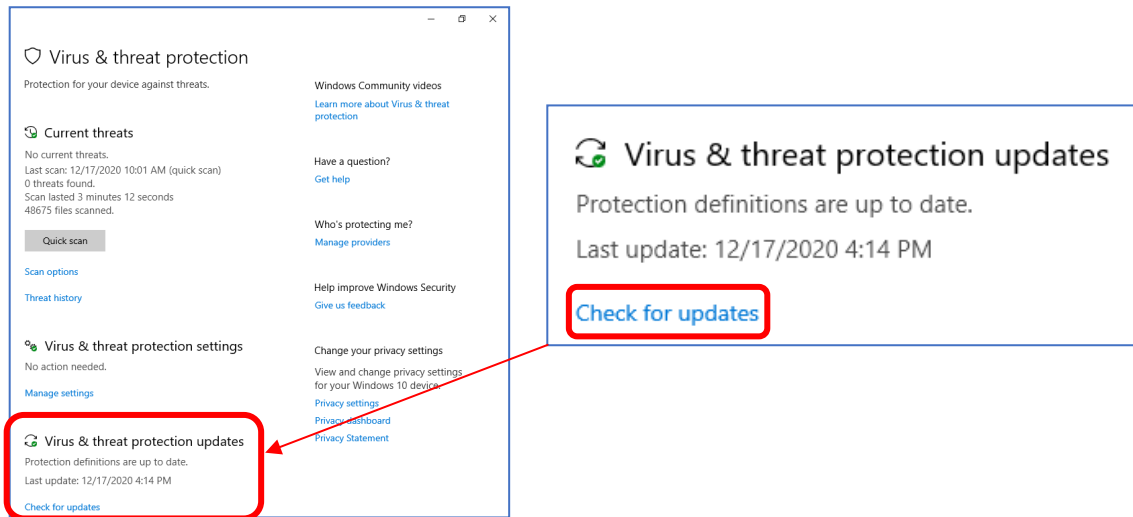 Virus & threat protection
Protection for your device against threats.
Current threats
No current threats.
Last scan: 12/17/2020 10:01 AM (quick scan)
0 threats found.
Scan lasted 3 minutes 12 seconds
48675 files scanned.
Quick scan
Scan options
Threat history
Virus & threat protection settings
No action needed.
Manage settings
Virus & threat protection updates
Protection definitions are up to date.
Last update: 12/17/2020 4:14 PM
Check for updates
Windows Community videos
Learn more about Virus & threat
protection
Have a question?
Get help
Who's protecting me?
Manage providers
Help improve Windows Security
Give us feedback
Change your privacy settings
View and change privacy settings
for your Windows 10 device.
Privacy settings
Privacy dashboard
Privacy Statement
Virus & threat protection updates
Protection definitions are up to date.
Last update: 12/17/2020 4:14 PM
Check for updates